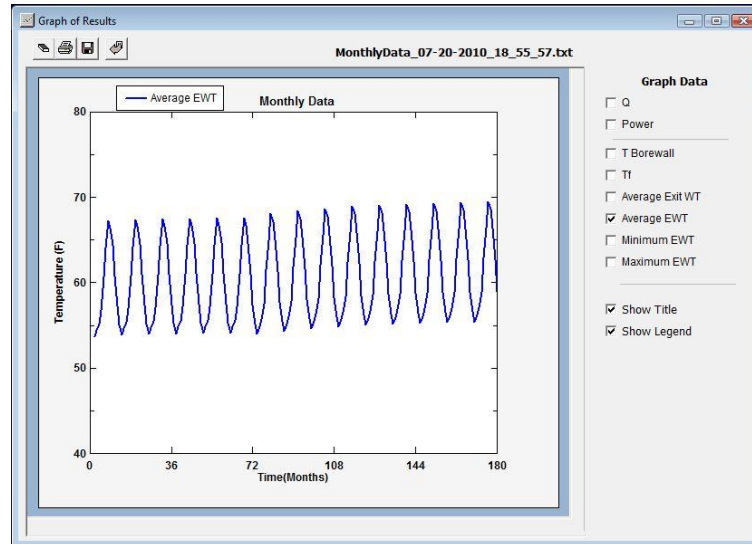 Graph of Results
MonthlyData_07-20-2010_18_55_57.txt
Average EWT
Monthly Data
80
70
60
50
40
Temperature (F)
0 36 72 108 144 180
Time(Months)
Graph Data
Q
Power
T Borewall
Tf
Average Exit WT
Average EWT
Minimum EWT
Maximum EWT
Show Title
Show Legend